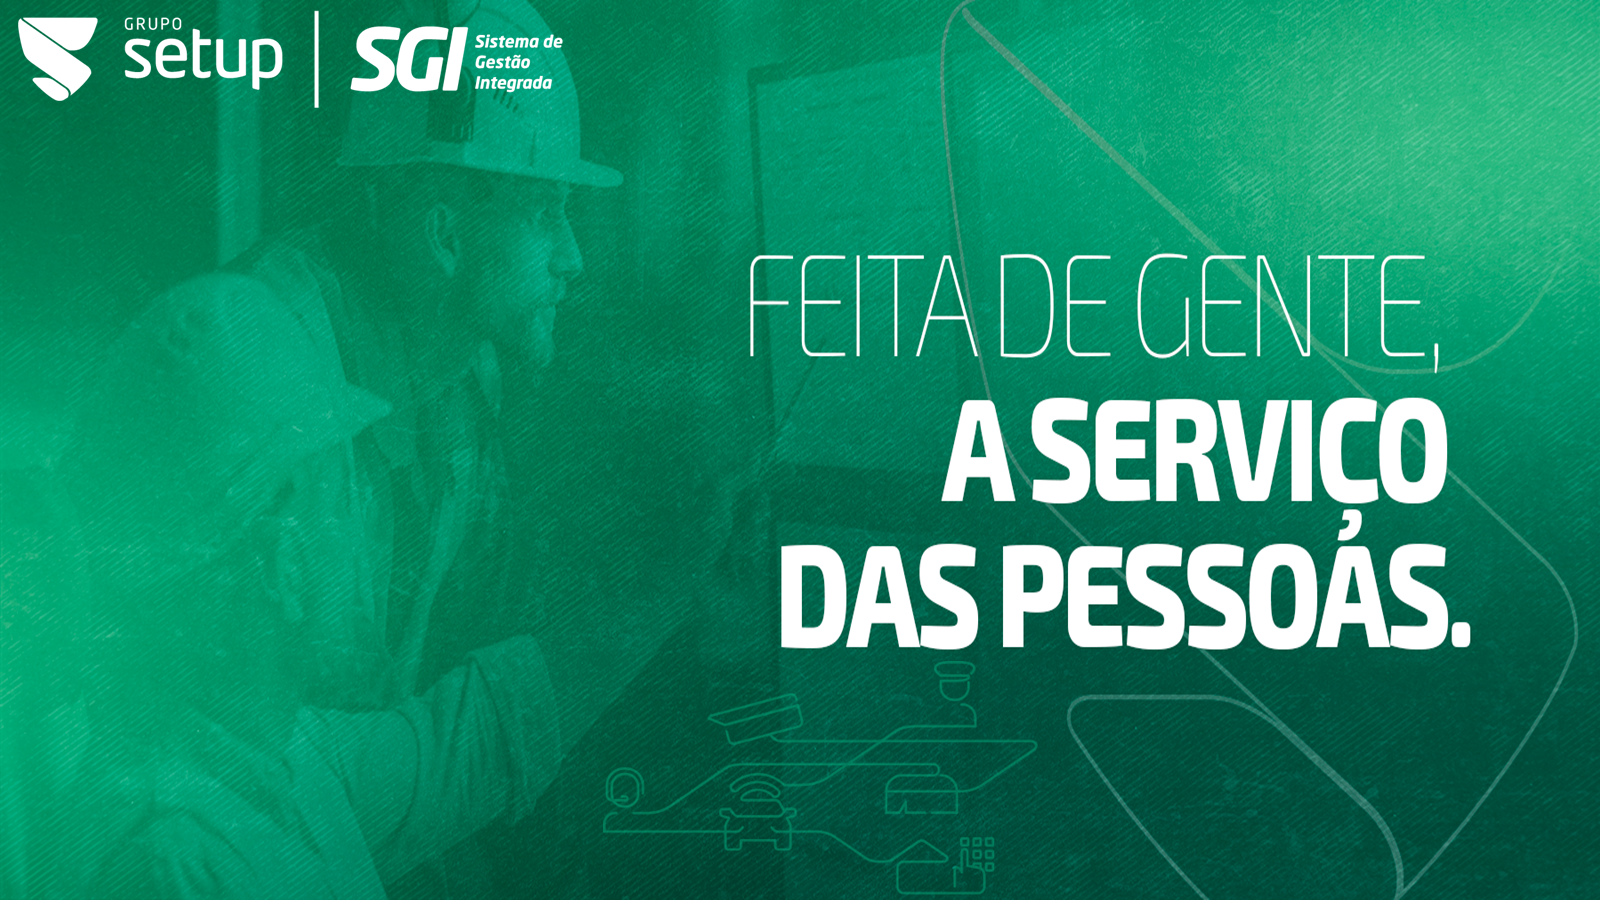 GRUPO
setup
SGI
Sistema de
Gestão
Integrada
FEITA DE GENTE,
A SERVIÇO
DAS PESSOAS.